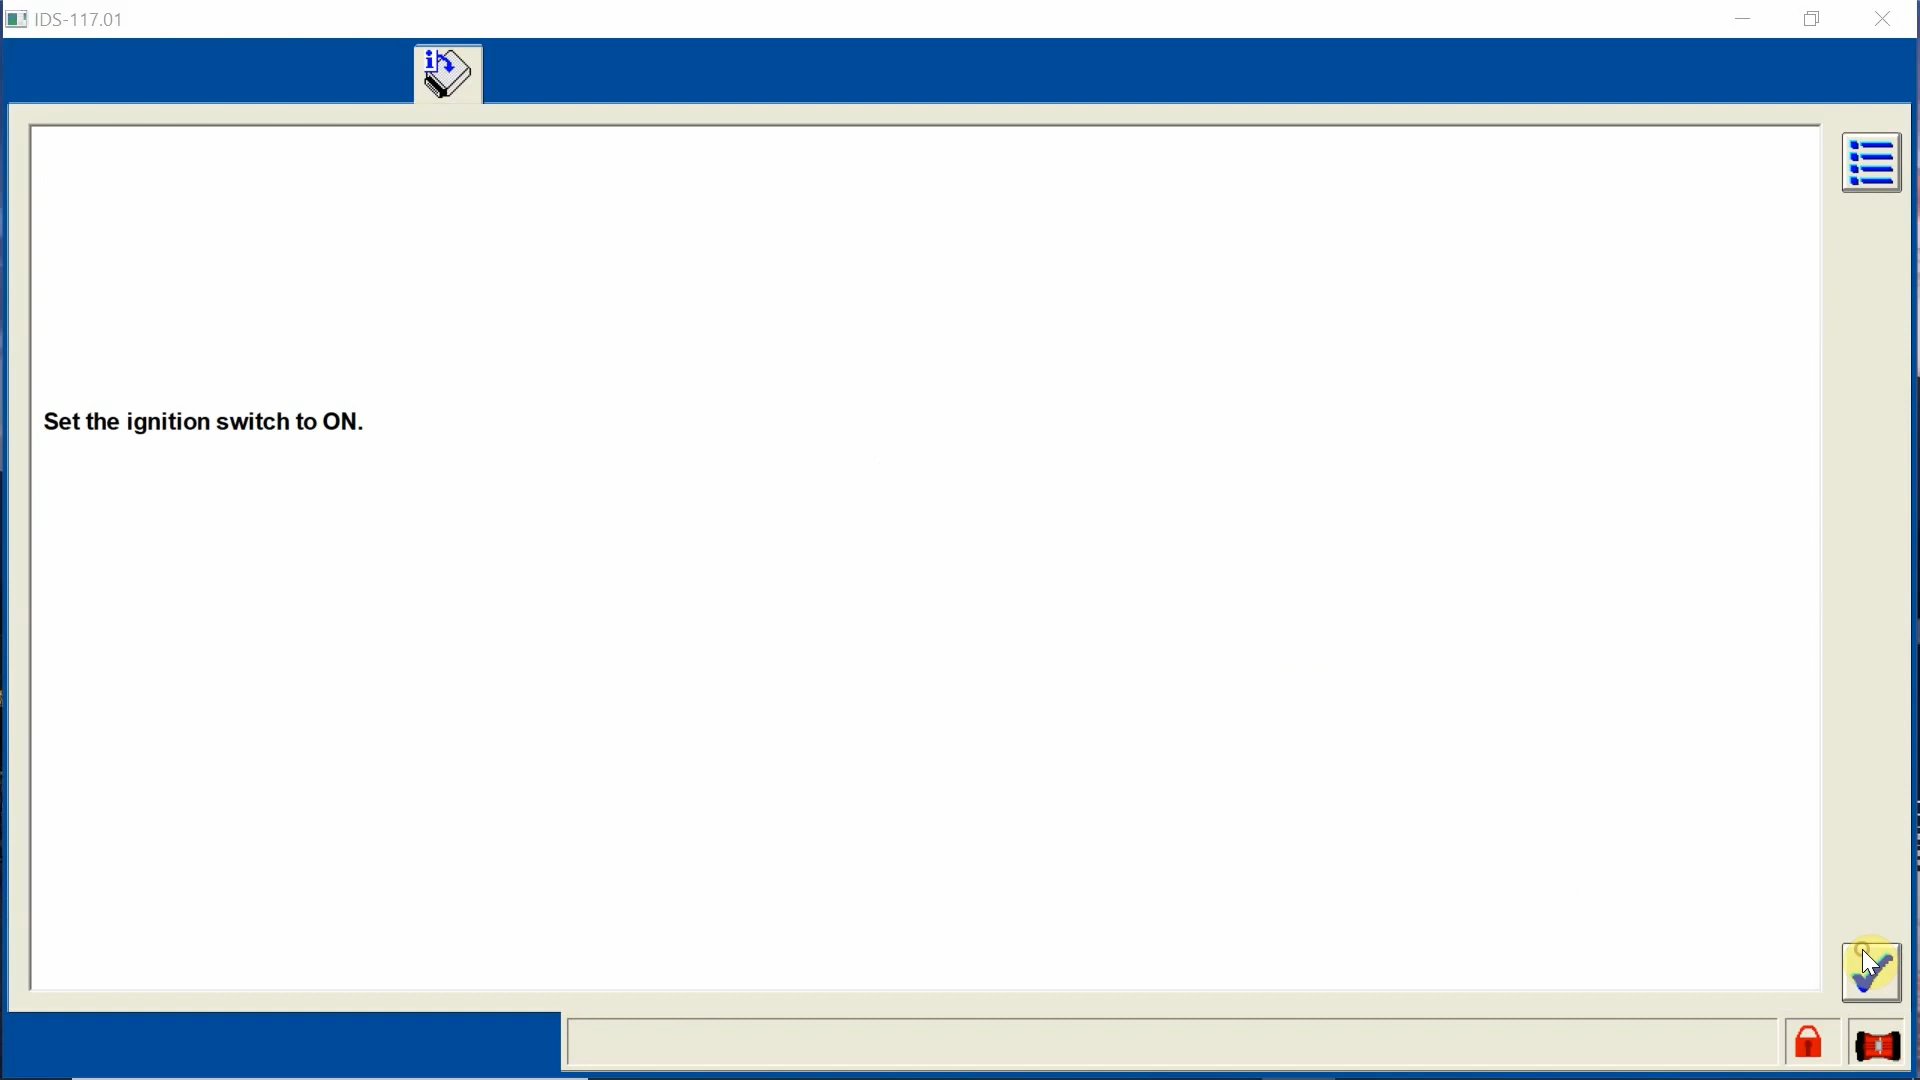 IDS-117.01
i
Set the ignition switch to ON.